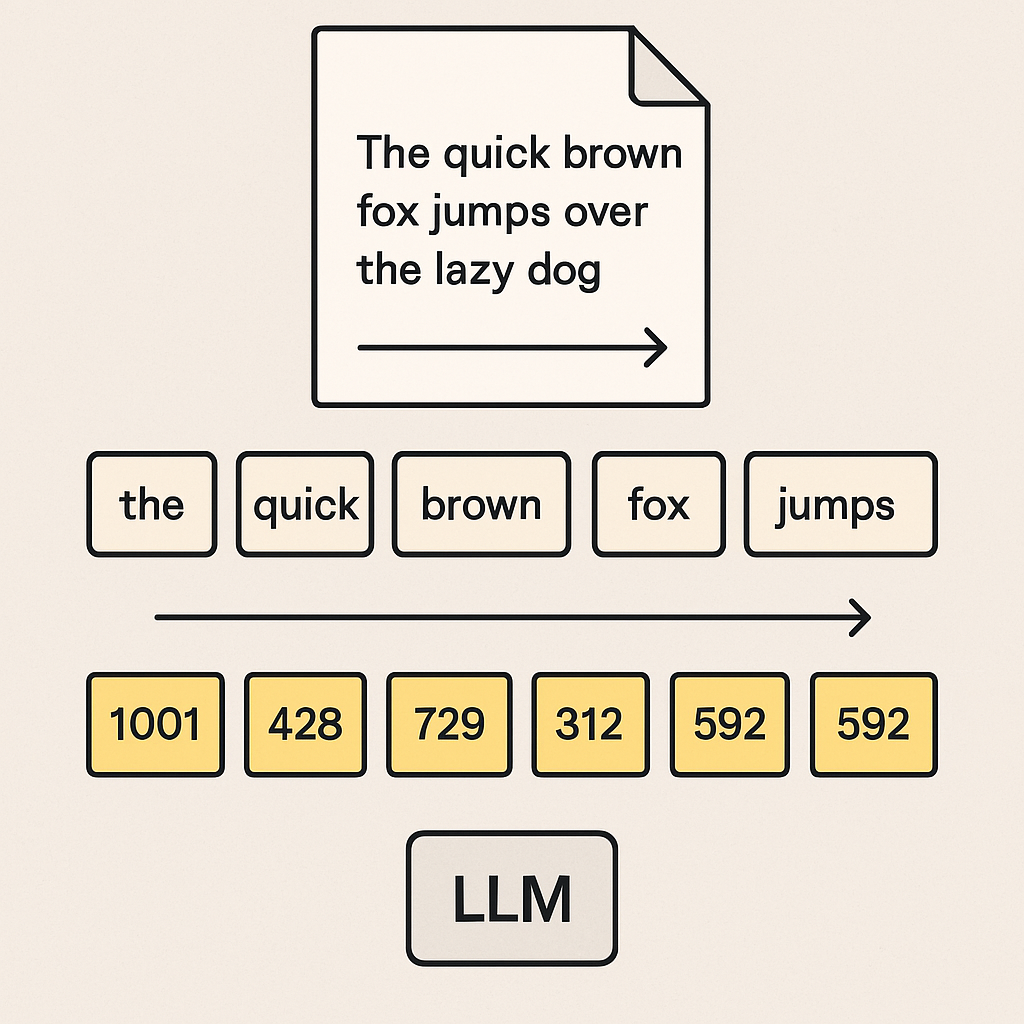 The quick brown
fox jumps over
the lazy dog
the quick brown fox jumps
1001 428 729 312 592 592
LLM